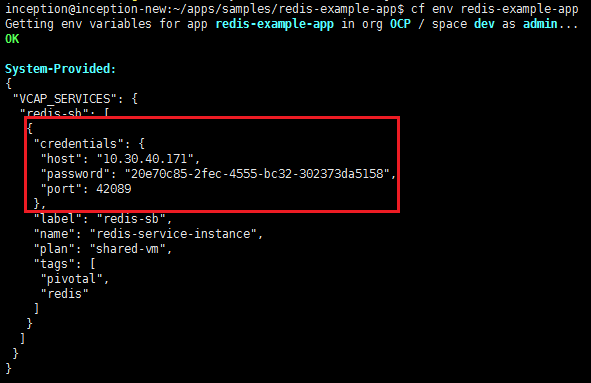 inception@inception-new:~/apps/samples/redis-example-app$ cf env redis-example-app
Getting env variables for app redis-example-app in org OCP / space dev as admin...
OK
System-Provided:
{
"VCAP_SERVICES": {
"redis-sb": [
{
"credentials": {
"host": "10.30.40.171",
"password": "20e70c85-2fec-4555-bc32-302373da5158",
"port": 42089
},
"label": "redis-sb",
"name": "redis-service-instance",
"plan": "shared-vm",
"tags": [
"pivotal",
"redis"
]
}
]
}
}